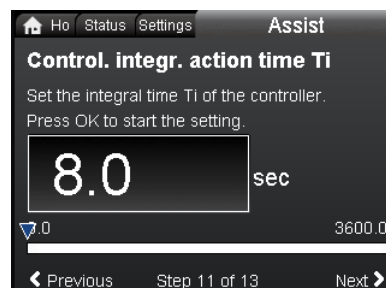 Ho Status Settings Assist
Control. integr. action time Ti
Set the integral time Ti of the controller.
Press OK to start the setting.
8.0 sec
3600.0
Previous Step 11 of 13 Next